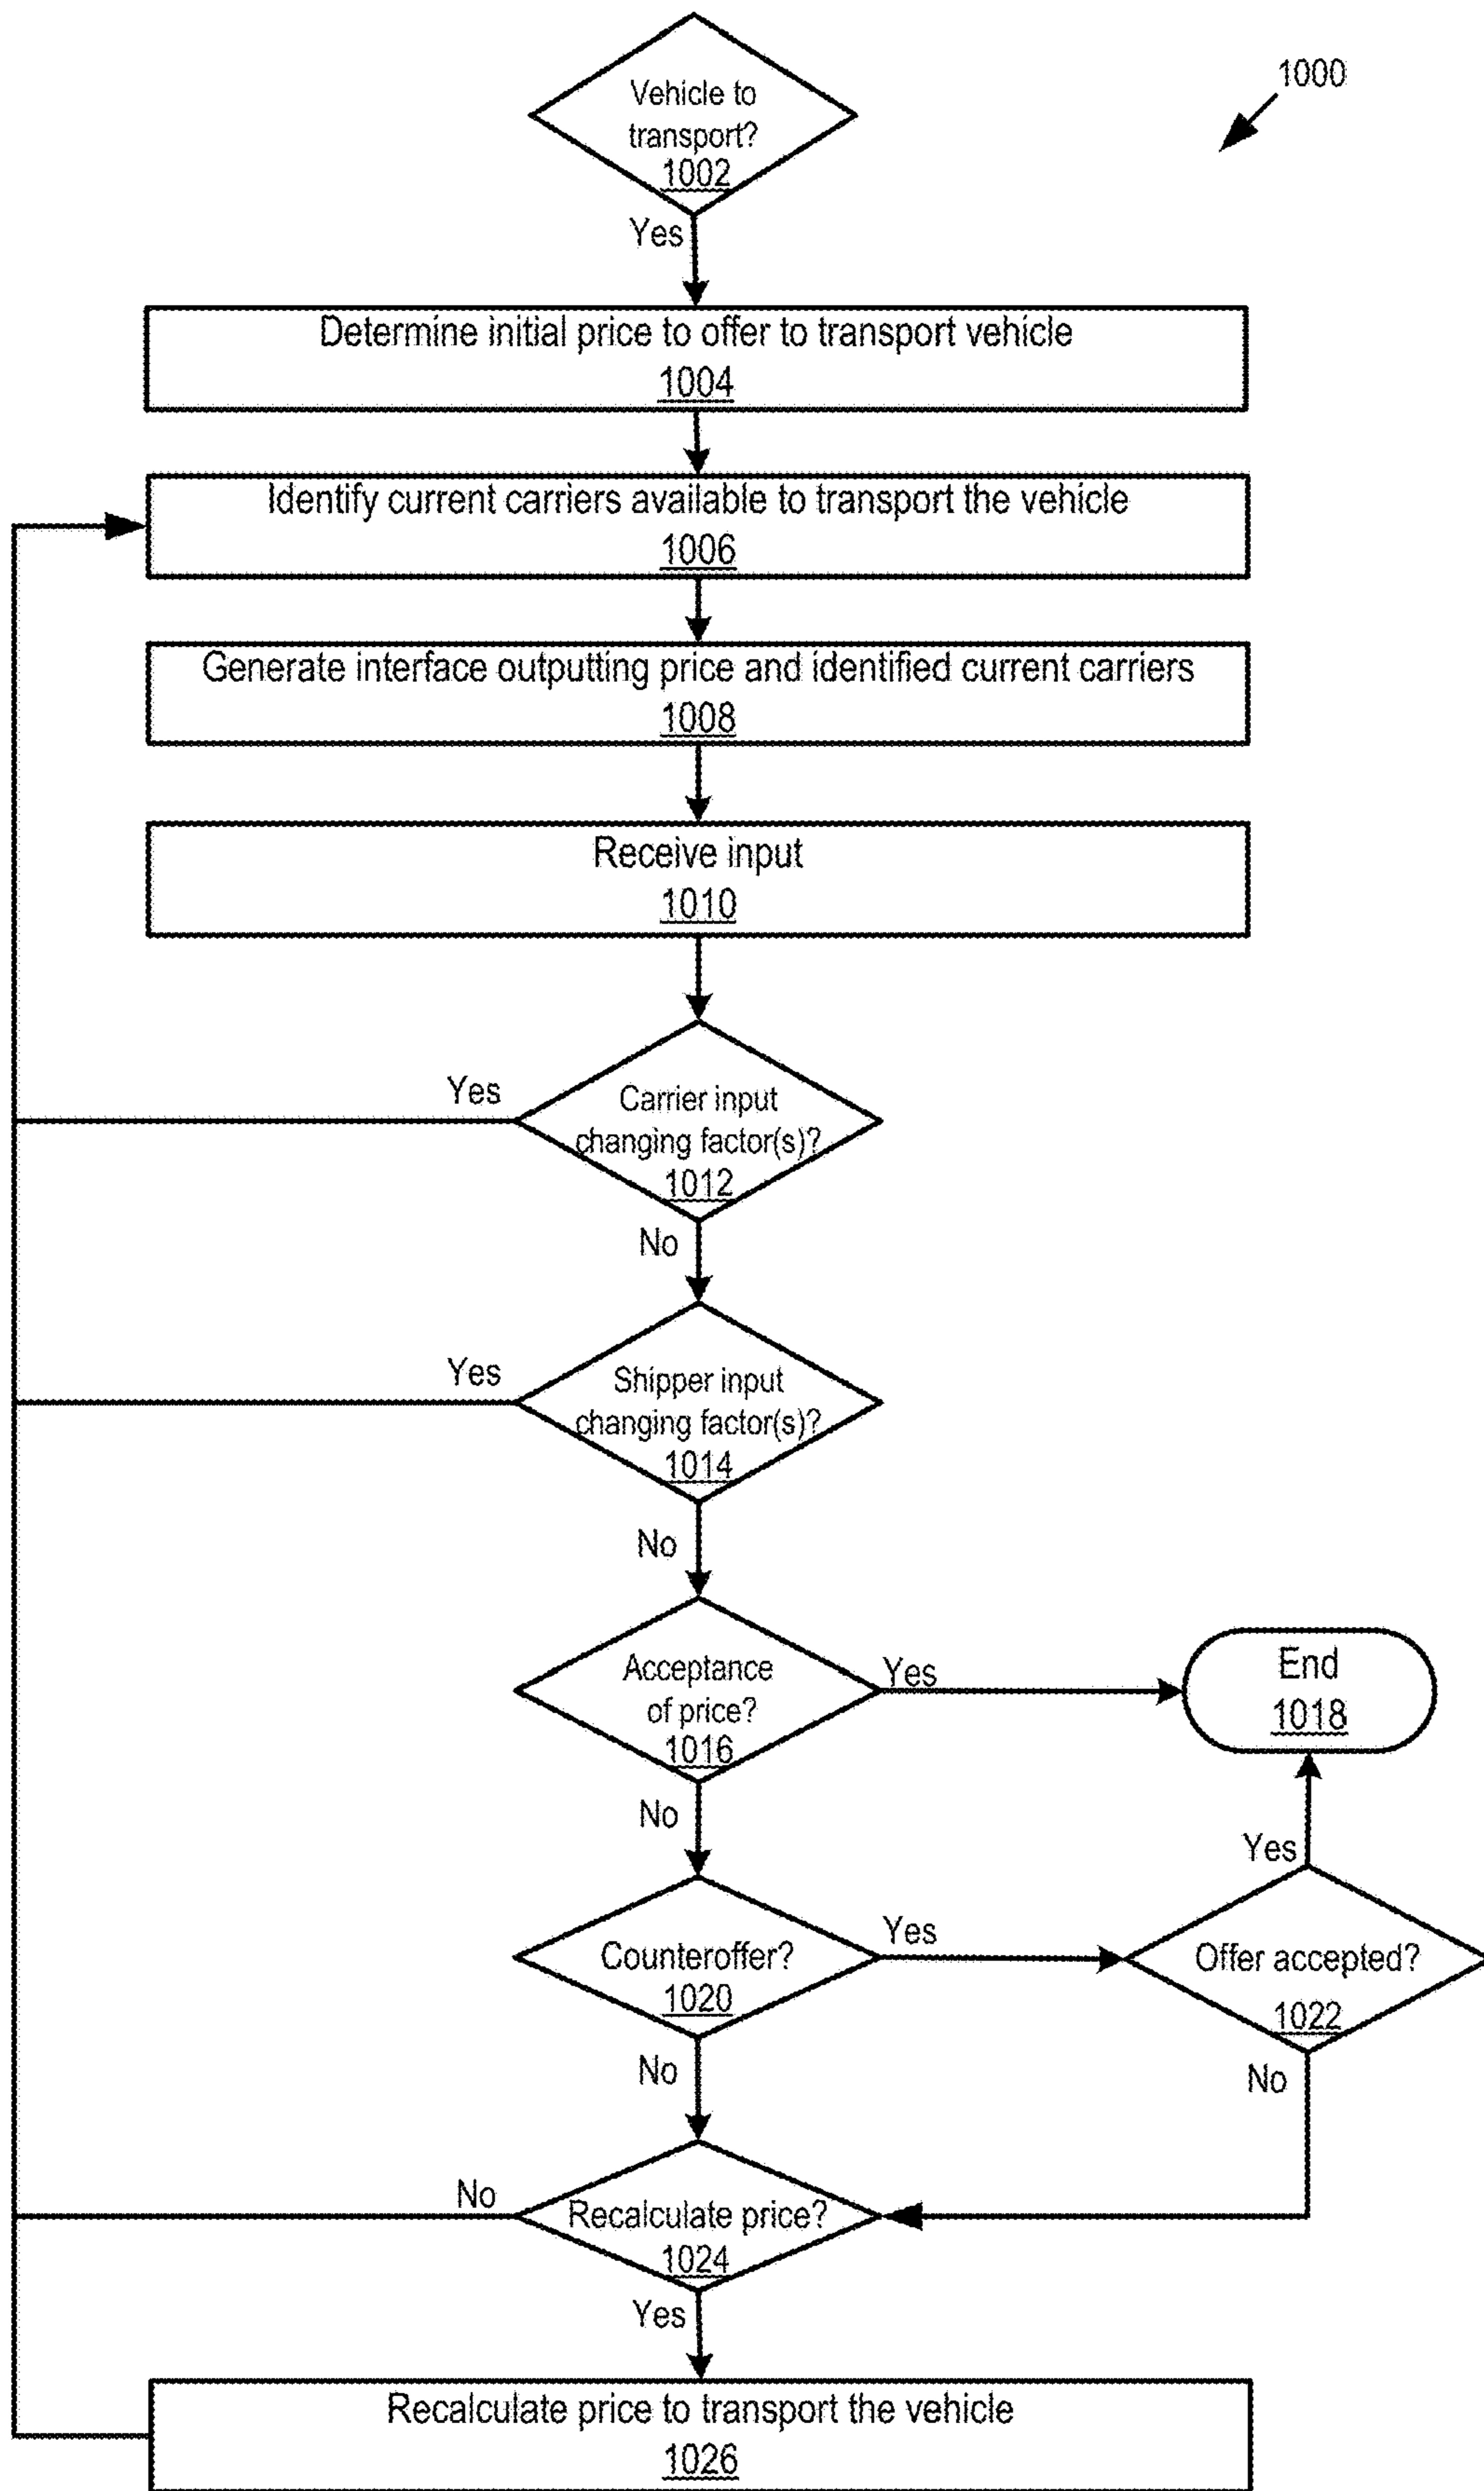 1000
Vehicle to
transport?
1002
Yes
Determine initial price to offer to transport vehicle
1004
Identify current carriers available to transport the vehicle
1006
Generate interface outputting price and identified current carriers
1008
Receive input
1010
Yes
Carrier input
changing factor(s)?
1012
No
Yes
Shipper input
changing factor(s)?
1014
No
Acceptance
of price?
1016
Yes
End
1018
No
Yes
Counteroffer?
1020
Yes
Offer accepted?
1022
No
No
No
Recalculate price?
1024
Yes
Recalculate price to transport the vehicle
1026